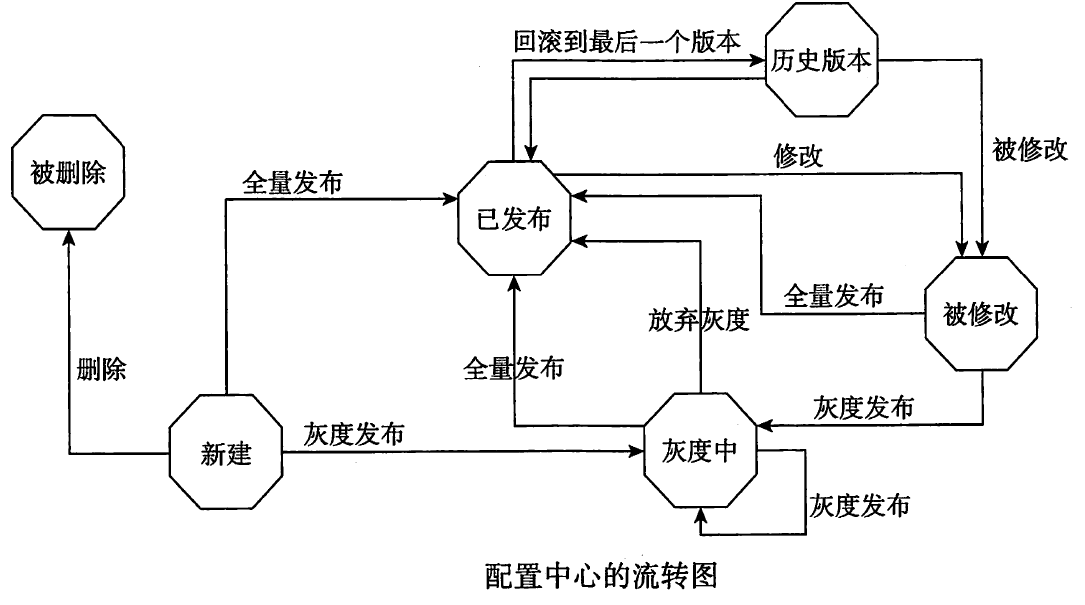 回滚到最后一个版本
历史版本
被删除
修改
被修改
全量发布
已发布
全量发布
被修改
放弃灰度
删除
全量发布
灰度发布
新建
灰度发布
灰度中
灰度发布
配置中心的流转图